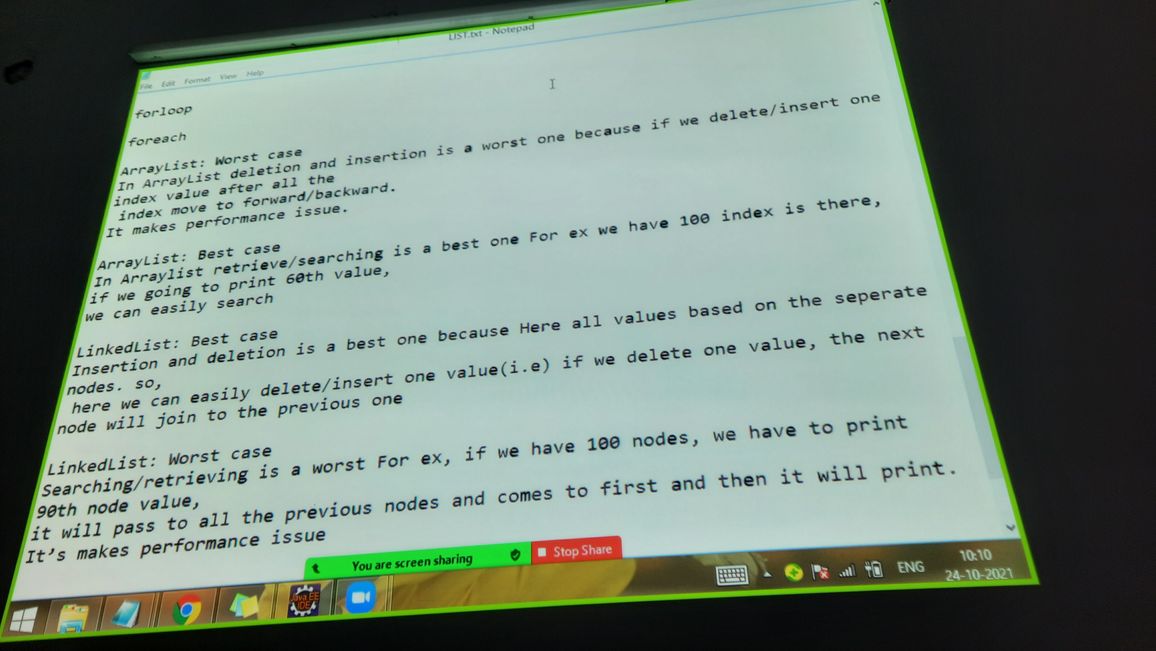 LIST.txt - Notepad
File Edit Format View Help
forloop
foreach
ArrayList: Worst case
In ArrayList deletion and insertion is a worst one because if we delete/insert one
index value after all the
index move to forward/backward.
It makes performance issue.
ArrayList: Best case
In Arraylist retrieve/searching is a best one For ex we have 100 index is there,
if we going to print 60th value,
we can easily search
LinkedList: Best case
Insertion and deletion is a best one because Here all values based on the seperate
nodes. so,
here we can easily delete/insert one value(i.e) if we delete one value, the next
node will join to the previous one
LinkedList: Worst case
Searching/retrieving is a worst For ex, if we have 100 nodes, we have to print
90th node value,
it will pass to all the previous nodes and comes to first and then it will print.
It's makes performance issue
You are screen sharing
Stop Share
Java EE
IDE
ENG
10:10
24-10-2021